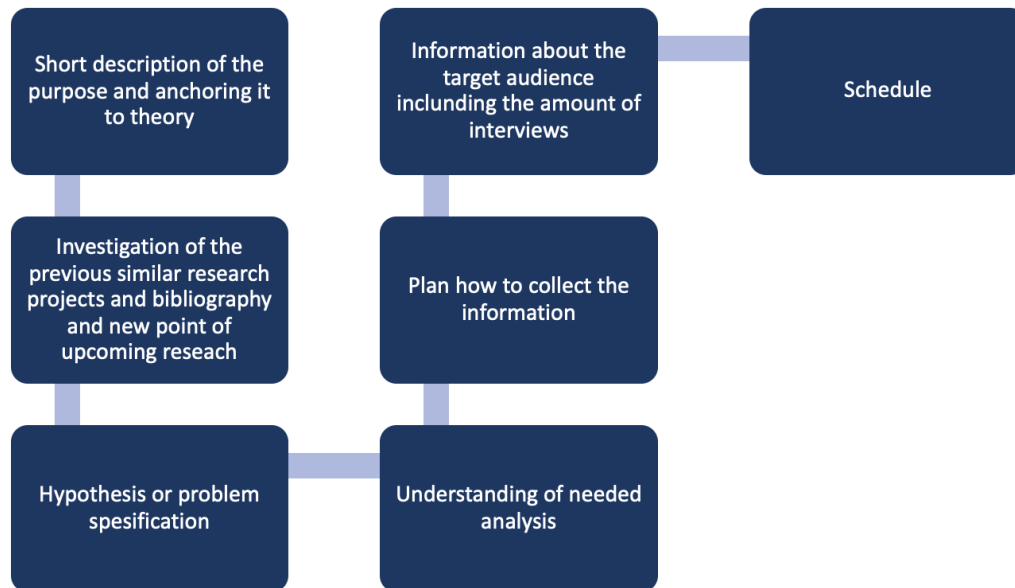 Short description of the
purpose and anchoring it
to theory
Investigation of the
previous similar research
projects and bibliography
and new point of
upcoming reseach
Hypothesis or problem
spesification
Understanding of needed
analysis
Plan how to collect the
information
Information about the
target audience
inclunding the amount of
interviews
Schedule